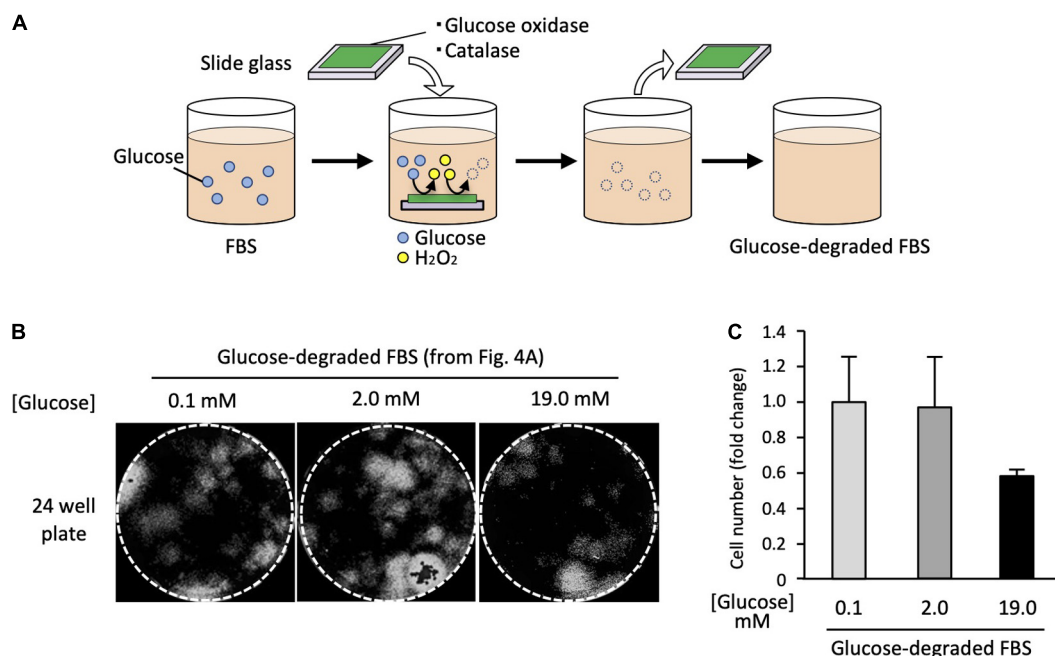 A
・Glucose oxidase
・Catalase
Slide glass
Glucose
FBS
Glucose
H2O2
Glucose-degraded FBS
B
Glucose-degraded FBS (from Fig. 4A)
[Glucose]
0.1 mM
2.0 mM
19.0 mM
24 well
plate
C
Cell number (fold change)
1.4
1.2
1.0
0.8
0.6
0.4
0.2
0
[Glucose]
mM
0.1
2.0
19.0
Glucose-degraded FBS